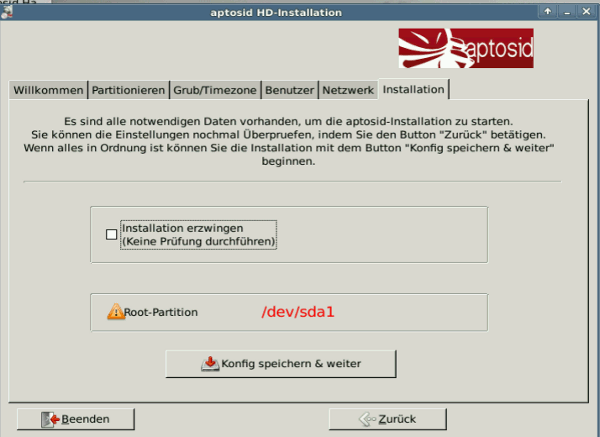 aptosid HD-Installation
aptosid
Willkommen Partitionieren Grub/Timezone Benutzer Netzwerk Installation
Es sind alle notwendigen Daten vorhanden, um die aptosid-Installation zu starten.
Sie können die Einstellungen nochmal Überpruefen, indem Sie den Button "Zurück" betätigen.
Wenn alles in Ordnung ist können Sie die Installation mit dem Button "Konfig speichern & weiter"
beginnen.
Installation erzwingen
(Keine Prüfung durchführen)
Root-Partition /dev/sda1
Konfig speichern & weiter
Beenden Zurück